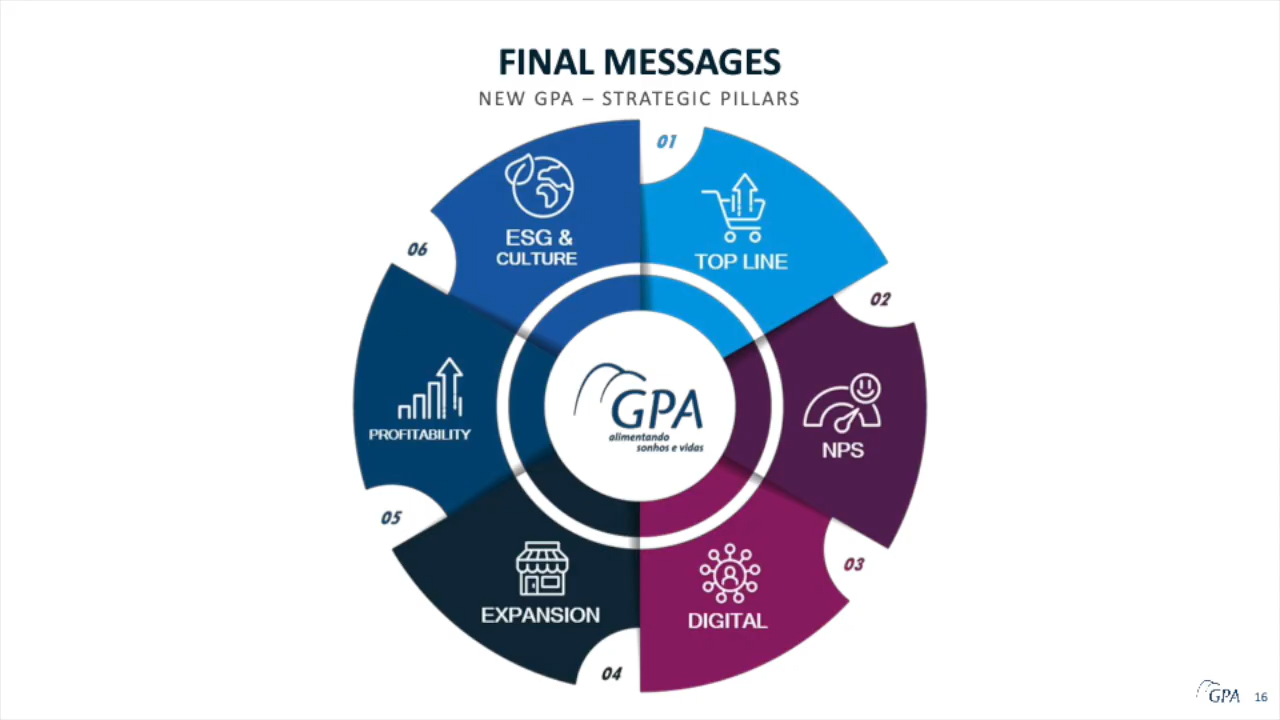 FINAL MESSAGES
NEW GPA – STRATEGIC PILLARS
01
TOP LINE
02
NPS
03
DIGITAL
04
EXPANSION
05
PROFITABILITY
06
ESG &
CULTURE
GPA
alimentando
sonhos e vidas
GPA 16